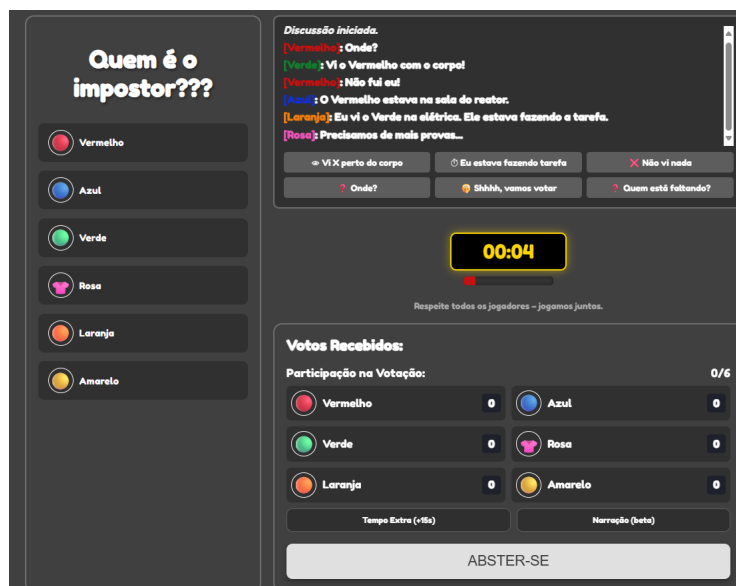 Quem é o
impostor???
Vermelho
Azul
Verde
Rosa
Laranja
Amarelo
Discussão iniciada.
[Vermelho]: Onde?
[Verde]: Vi o Vermelho com o corpo!
[Vermelho]: Não fui eu!
[Azul]: O Vermelho estava na sala do reator.
[Laranja]: Eu vi o Verde na elétrica. Ele estava fazendo a tarefa.
[Rosa]: Precisamos de mais provas...
Vi X perto do corpo
Eu estava fazendo tarefa
Não vi nada
Onde?
Shhhh, vamos votar
Quem está faltando?
00:04
Respeite todos os jogadores – jogamos juntos.
Votos Recebidos:
Participação na Votação: 0/6
Vermelho 0
Azul 0
Verde 0
Rosa 0
Laranja 0
Amarelo 0
Tempo Extra (+15s)
Narração (beta)
ABSTER-SE